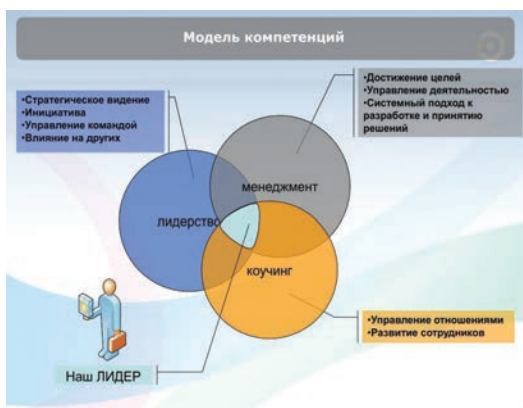 Модель компетенций
•Достижение целей
•Управление деятельностью
•Системный подход к
разработке и принятию
решений
•Стратегическое видение
•Инициатива
•Управление командой
•Влияние на других
менеджмент
лидерство
коучинг
•Управление отношениями
•Развитие сотрудников
Наш ЛИДЕР